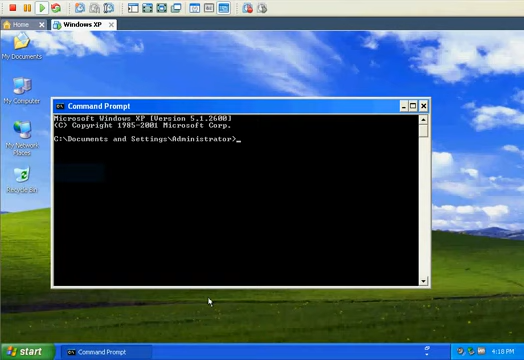 Home
Windows XP
My Documents
My Computer
Command Prompt
Microsoft Windows XP [Version 5.1.2600]
(C) Copyright 1985-2001 Microsoft Corp.
C:\Documents and Settings\Administrator>_
My Network
Places
Recycle Bin
start
Command Prompt
4:18 PM